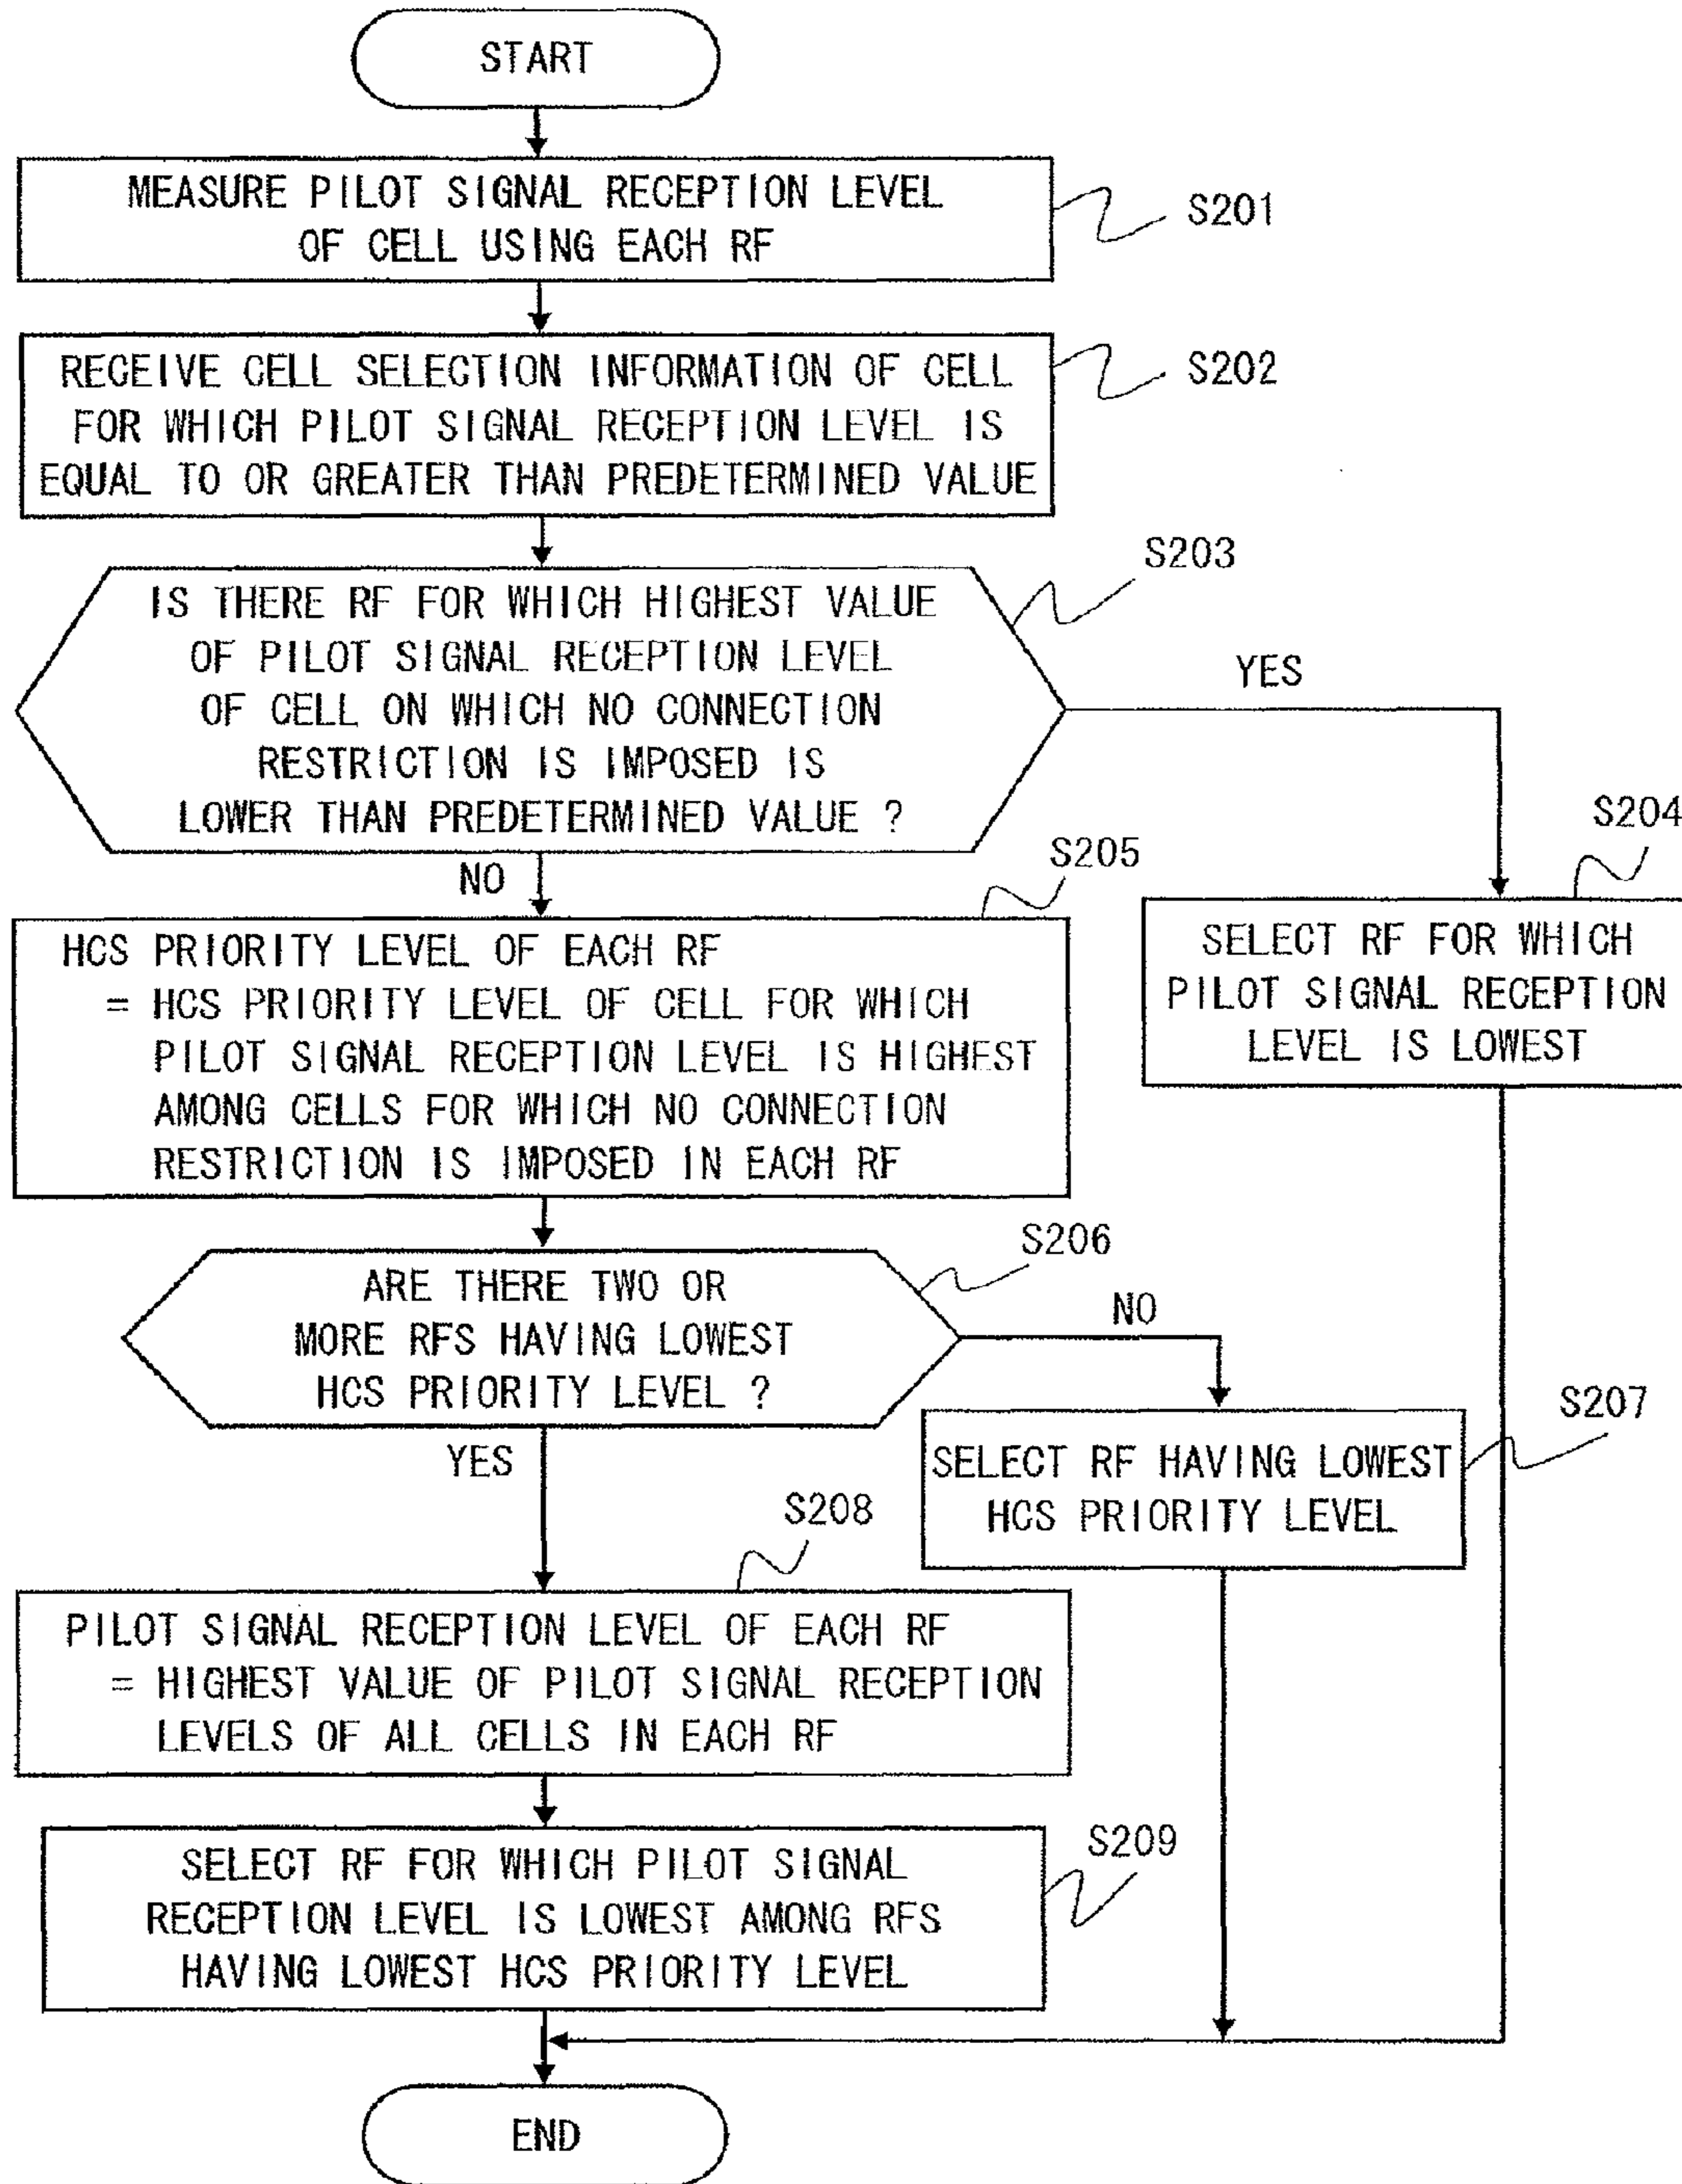 START
MEASURE PILOT SIGNAL RECEPTION LEVEL
OF CELL USING EACH RF
S201
RECEIVE CELL SELECTION INFORMATION OF CELL
FOR WHICH PILOT SIGNAL RECEPTION LEVEL IS
EQUAL TO OR GREATER THAN PREDETERMINED VALUE
S202
IS THERE RF FOR WHICH HIGHEST VALUE
OF PILOT SIGNAL RECEPTION LEVEL
OF CELL ON WHICH NO CONNECTION
RESTRICTION IS IMPOSED IS
LOWER THAN PREDETERMINED VALUE ?
S203
YES
NO
S204
SELECT RF FOR WHICH
PILOT SIGNAL RECEPTION
LEVEL IS LOWEST
S205
HCS PRIORITY LEVEL OF EACH RF
= HCS PRIORITY LEVEL OF CELL FOR WHICH
PILOT SIGNAL RECEPTION LEVEL IS HIGHEST
AMONG CELLS FOR WHICH NO CONNECTION
RESTRICTION IS IMPOSED IN EACH RF
S206
ARE THERE TWO OR
MORE RFS HAVING LOWEST
HCS PRIORITY LEVEL ?
NO
YES
S207
SELECT RF HAVING LOWEST
HCS PRIORITY LEVEL
S208
PILOT SIGNAL RECEPTION LEVEL OF EACH RF
= HIGHEST VALUE OF PILOT SIGNAL RECEPTION
LEVELS OF ALL CELLS IN EACH RF
S209
SELECT RF FOR WHICH PILOT SIGNAL
RECEPTION LEVEL IS LOWEST AMONG RFS
HAVING LOWEST HCS PRIORITY LEVEL
END